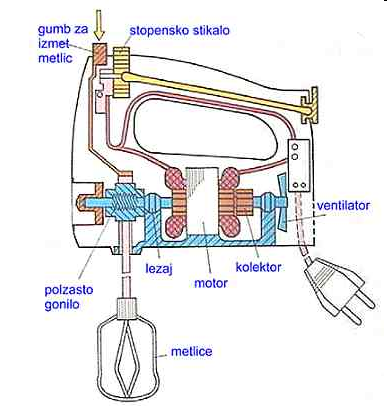 gumb za
izmet
metlic
stopensko stikalo
ventilator
lezaj
kolektor
motor
polzasto
gonilo
metlice